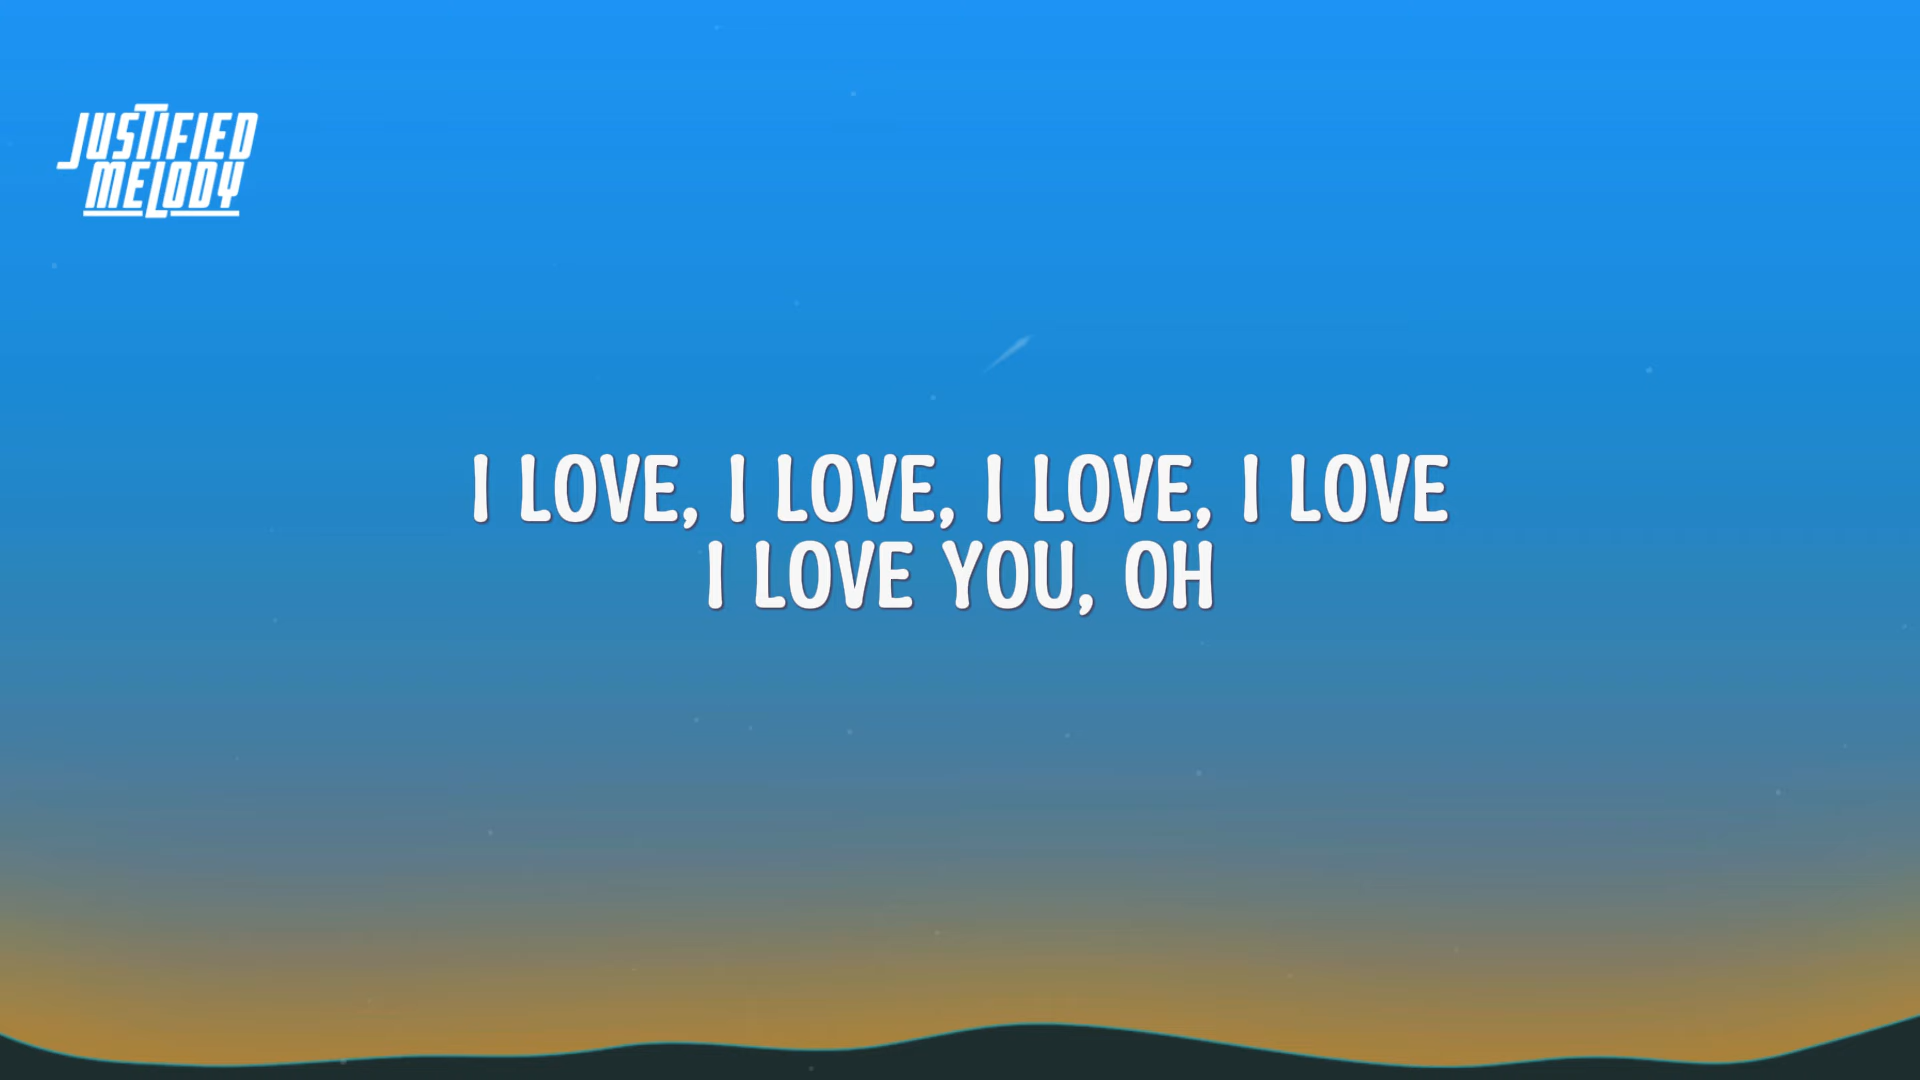 JUSTIFIED
MELODY
I LOVE, I LOVE, I LOVE, I LOVE
I LOVE YOU, OH